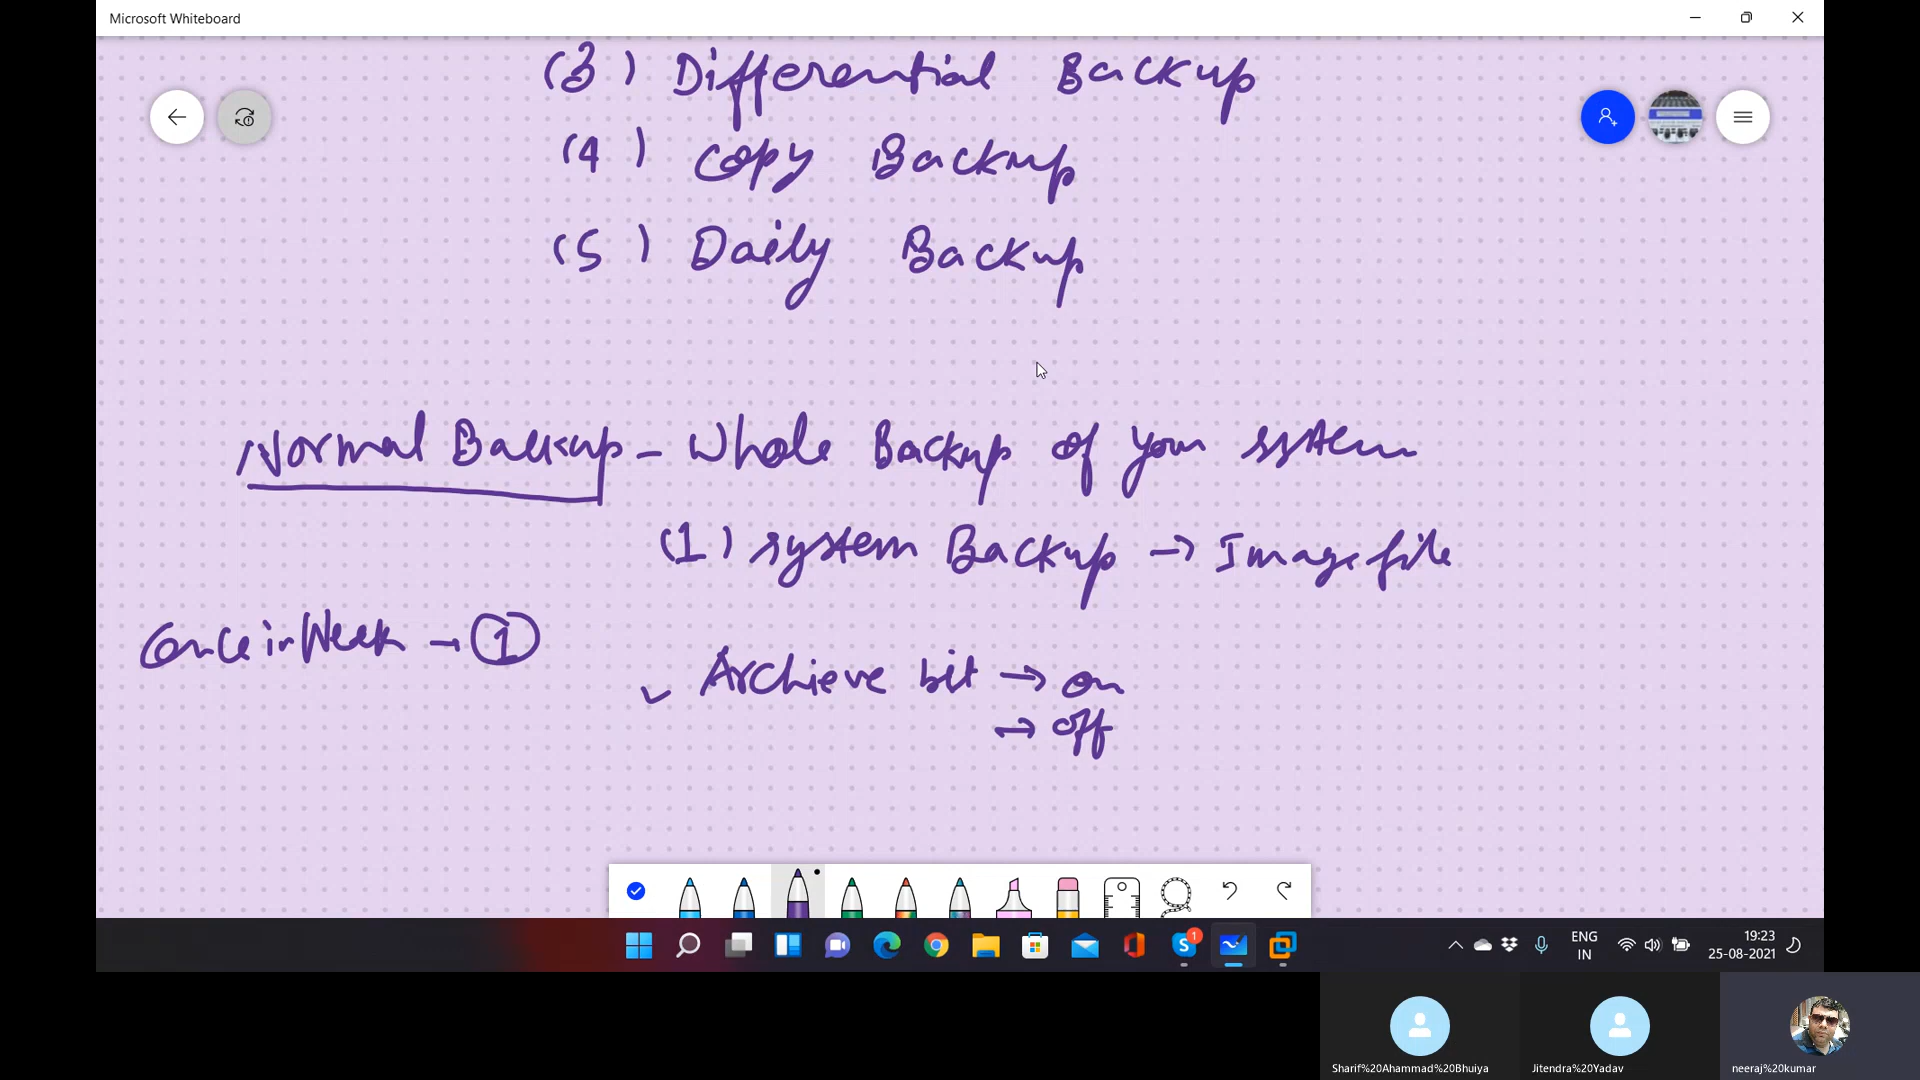 Microsoft Whiteboard
(3) Differential Backup
(4) Copy Backup
(5) Daily Backup
Normal Backup - Whole Backup of your system
(1) system Backup → Image file
Once in Week → 1
✓ Archieve bit → on
→ off
1
ENG
IN
19:23
25-08-2021
Sharif%20Ahammad%20Bhuiya
Jitendra%20Yadav
neeraj%20kumar